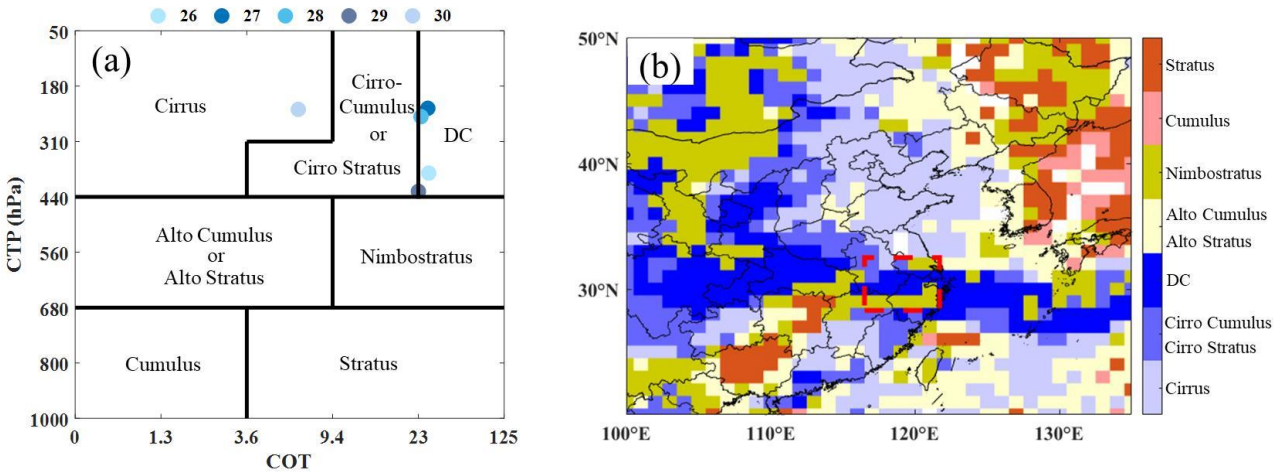 26 27 28 29 30
(a)
50
180
310
440
560
680
800
1000
CTP (hPa)
Cirrus
Cirro-
Cumulus
or
Cirro Stratus
DC
Alto Cumulus
or
Alto Stratus
Nimbostratus
Cumulus
Stratus
0 1.3 3.6 9.4 23 125
COT
(b)
50°N
40°N
30°N
100°E 110°E 120°E 130°E
Stratus
Cumulus
Nimbostratus
Alto Cumulus
Alto Stratus
DC
Cirro Cumulus
Cirro Stratus
Cirrus